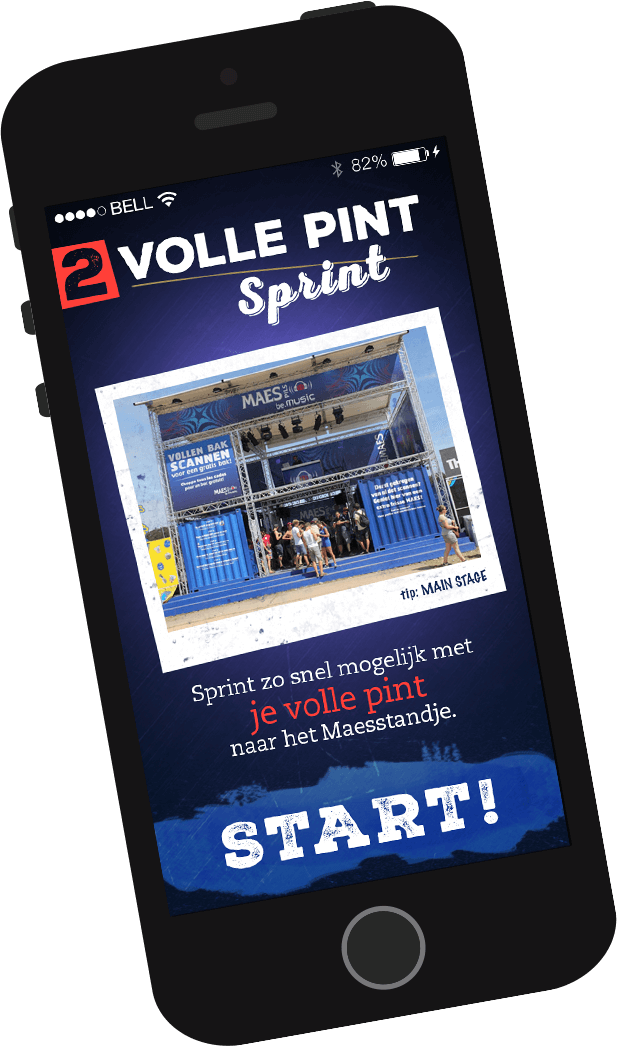 BELL
82%
2 VOLLE PINT
Sprint
MAES
be.music
VOLLEN BAK
SCANNEN
voor een gratis bak!
MAES
tip: MAIN STAGE
Sprint zo snel mogelijk met
je volle pint
naar het Maesstandje.
START!